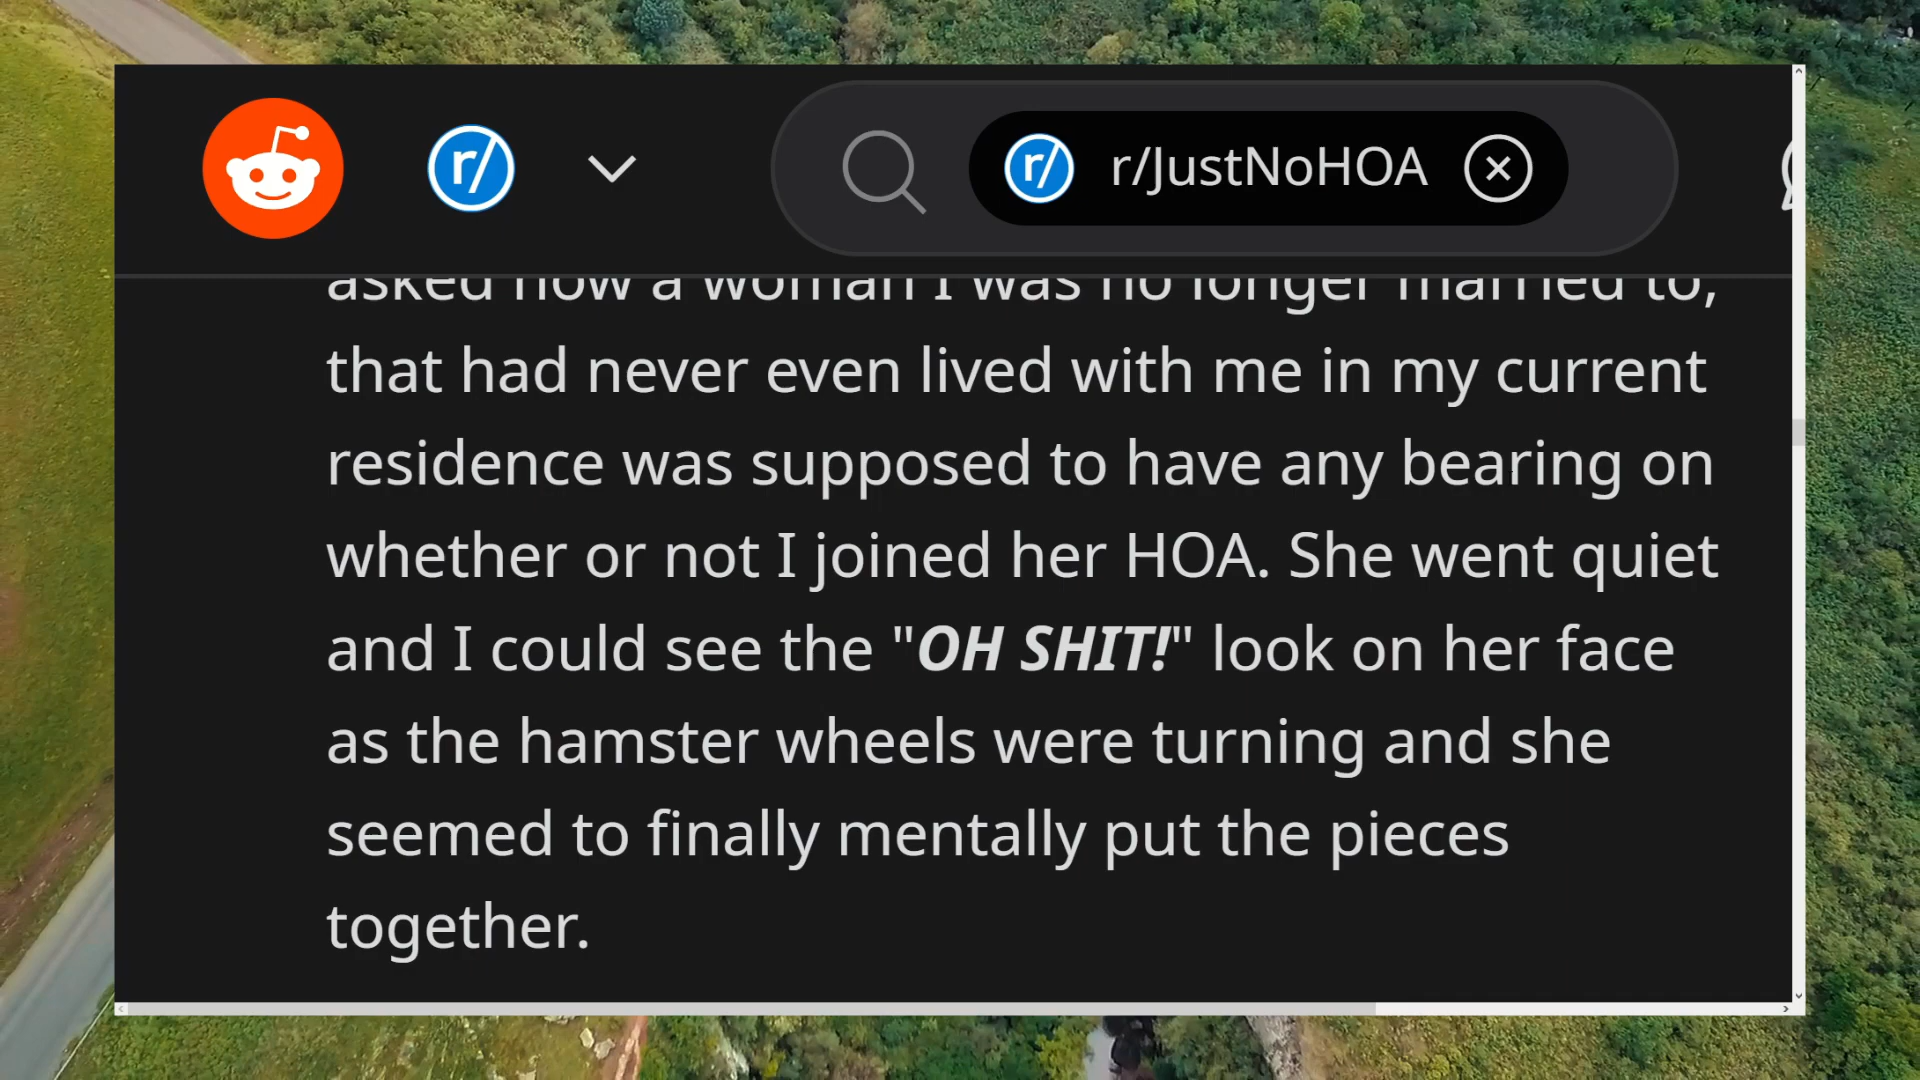 r/ r/ r/JustNoHOA
asked how a woman I was no longer married to,
that had never even lived with me in my current
residence was supposed to have any bearing on
whether or not I joined her HOA. She went quiet
and I could see the "OH SHIT!" look on her face
as the hamster wheels were turning and she
seemed to finally mentally put the pieces
together.